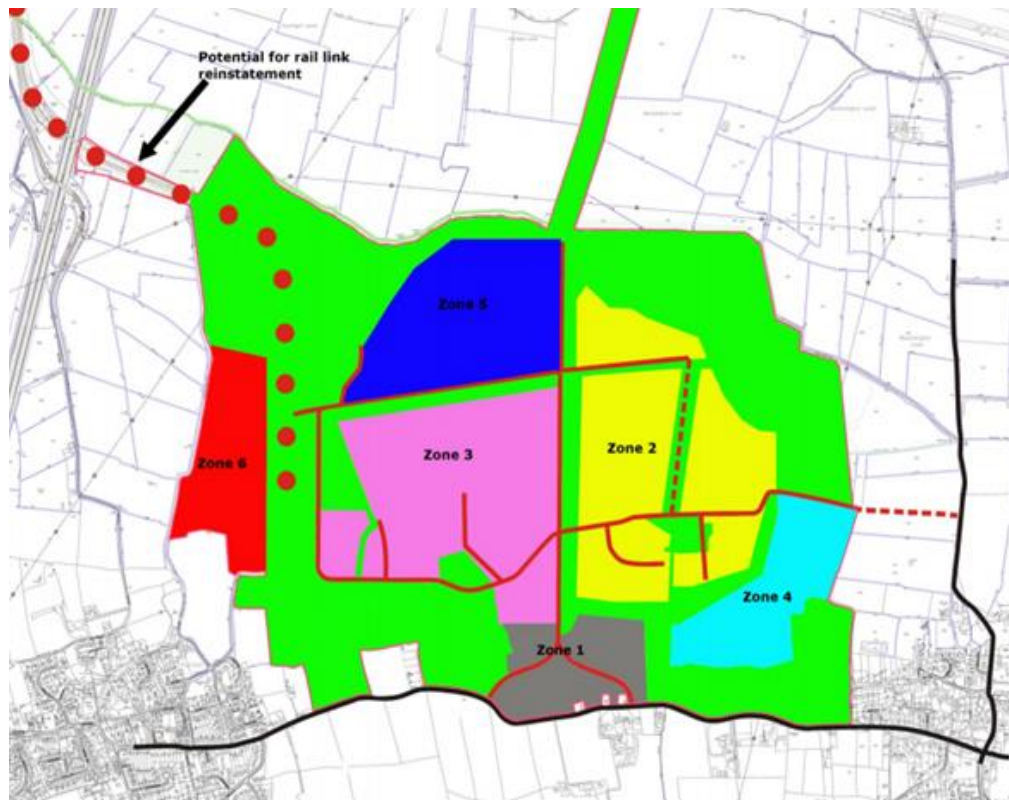 Potential for rail link
reinstatement
Zone 5
Zone 3
Zone 2
Zone 6
Zone 4
Zone 1